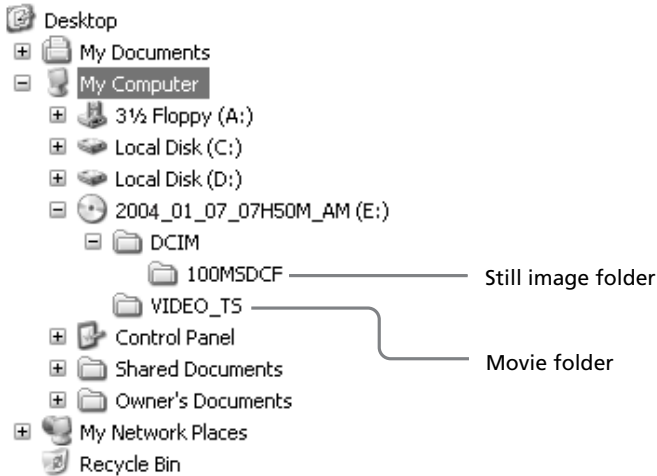 Desktop
My Documents
My Computer
3½ Floppy (A:)
Local Disk (C:)
Local Disk (D:)
2004_01_07_07H50M_AM (E:)
DCIM
100MSDCF
Still image folder
VIDEO_TS
Movie folder
Control Panel
Shared Documents
Owner's Documents
My Network Places
Recycle Bin